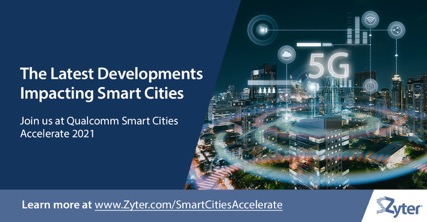 The Latest Developments
Impacting Smart Cities
Join us at Qualcomm Smart Cities
Accelerate 2021
5G
Learn more at www.Zyter.com/SmartCitiesAccelerate
Zyter